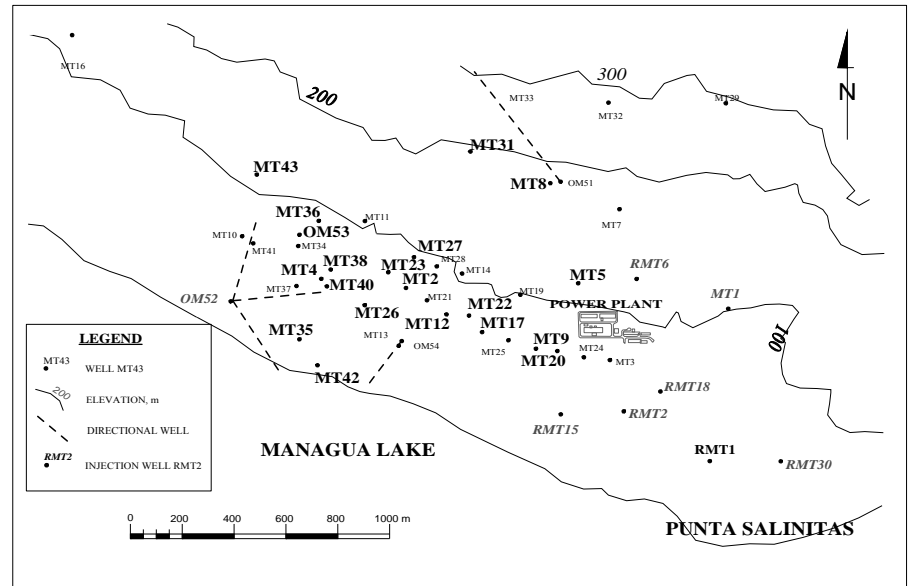 MT16
200
MT33
300
MT32
MT29
N
MT31
MT43
MT8
OM51
MT7
MT36
MT11
MT10
OM53
MT41
MT34
MT27
MT38
MT23
MT28
MT14
MT4
MT2
MT5
RMT6
MT37
MT40
MT19
OM52
MT21
POWER PLANT
MT1
MT26
MT22
MT12
MT17
100
MT35
MT13
OM54
MT25
MT9
MT20
MT24
MT3
MT42
RMT18
RMT2
RMT15
LEGEND
MT43
WELL MT43
200
ELEVATION, m
DIRECTIONAL WELL
RMT2
INJECTION WELL RMT2
MANAGUA LAKE
RMT1
RMT30
0 200 400 600 800 1000 m
PUNTA SALINITAS